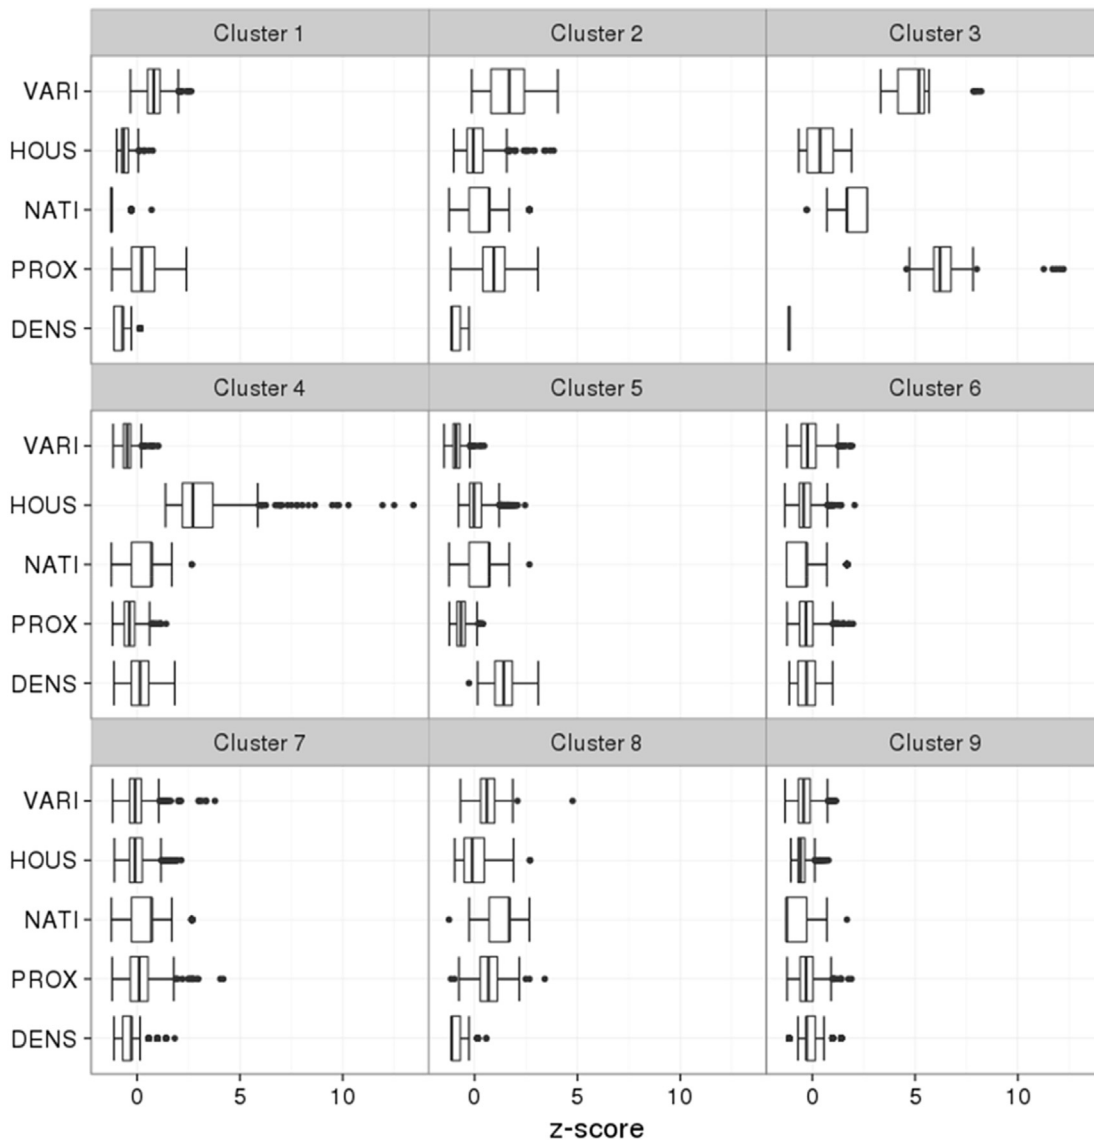 Cluster 1 Cluster 2 Cluster 3
VARI
HOUS
NATI
PROX
DENS
Cluster 4 Cluster 5 Cluster 6
VARI
HOUS
NATI
PROX
DENS
Cluster 7 Cluster 8 Cluster 9
VARI
HOUS
NATI
PROX
DENS
0 5 10 0 5 10 0 5 10
z-score